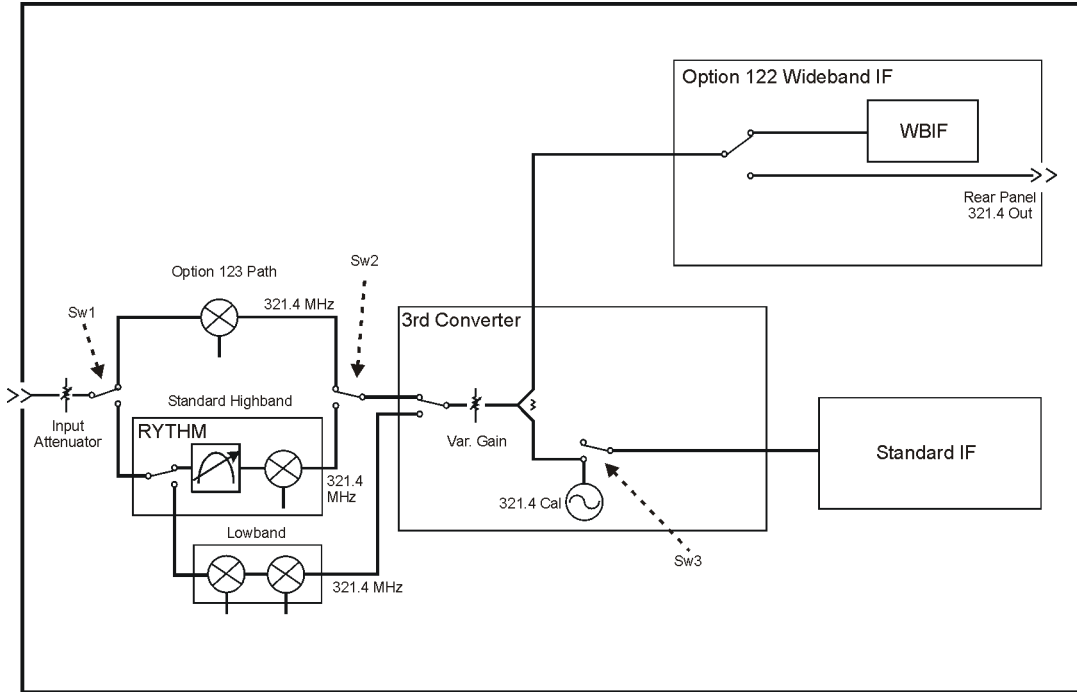 Option 122 Wideband IF
WBIF
Rear Panel
321.4 Out
Sw2
Option 123 Path
321.4 MHz
Sw1
3rd Converter
Input
Attenuator
Standard Highband
RYTHM
321.4
MHz
Var. Gain
Standard IF
321.4 Cal
Lowband
321.4 MHz
Sw3